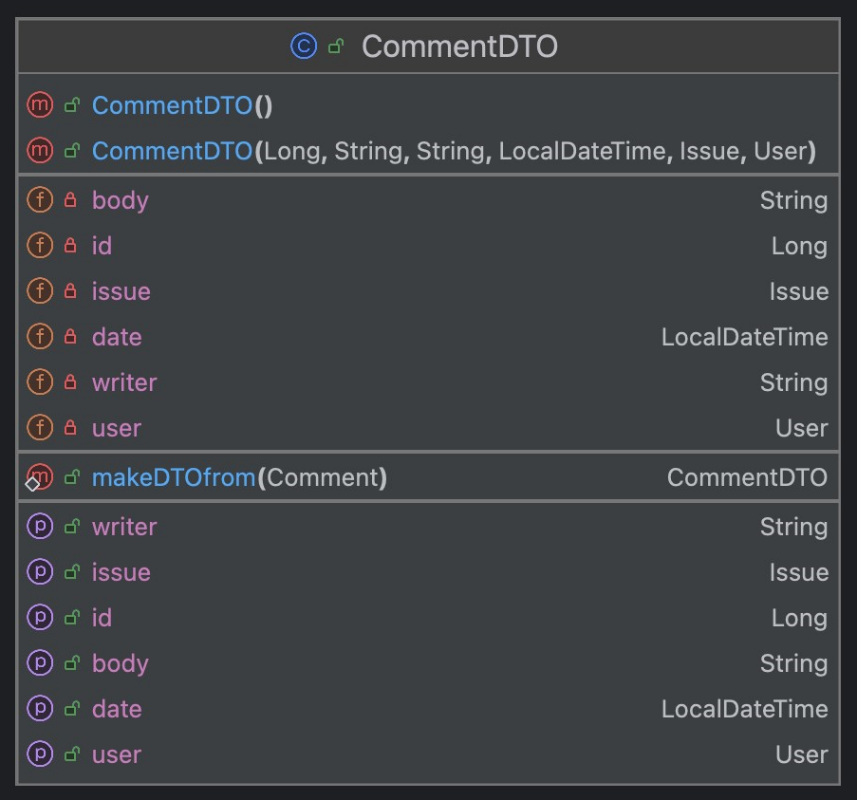 C CommentDTO
m CommentDTO()
m CommentDTO(Long, String, String, LocalDateTime, Issue, User)
f body String
f id Long
f issue Issue
f date LocalDateTime
f writer String
f user User
m makeDTOfrom(Comment) CommentDTO
p writer String
p issue Issue
p id Long
p body String
p date LocalDateTime
p user User